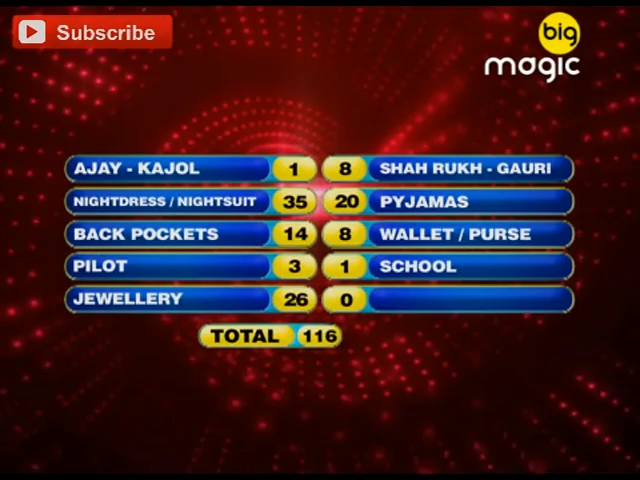 Subscribe
big
magic
AJAY - KAJOL 1 8 SHAH RUKH - GAURI
NIGHTDRESS / NIGHTSUIT 35 20 PYJAMAS
BACK POCKETS 14 8 WALLET / PURSE
PILOT 3 1 SCHOOL
JEWELLERY 26 0
TOTAL 116